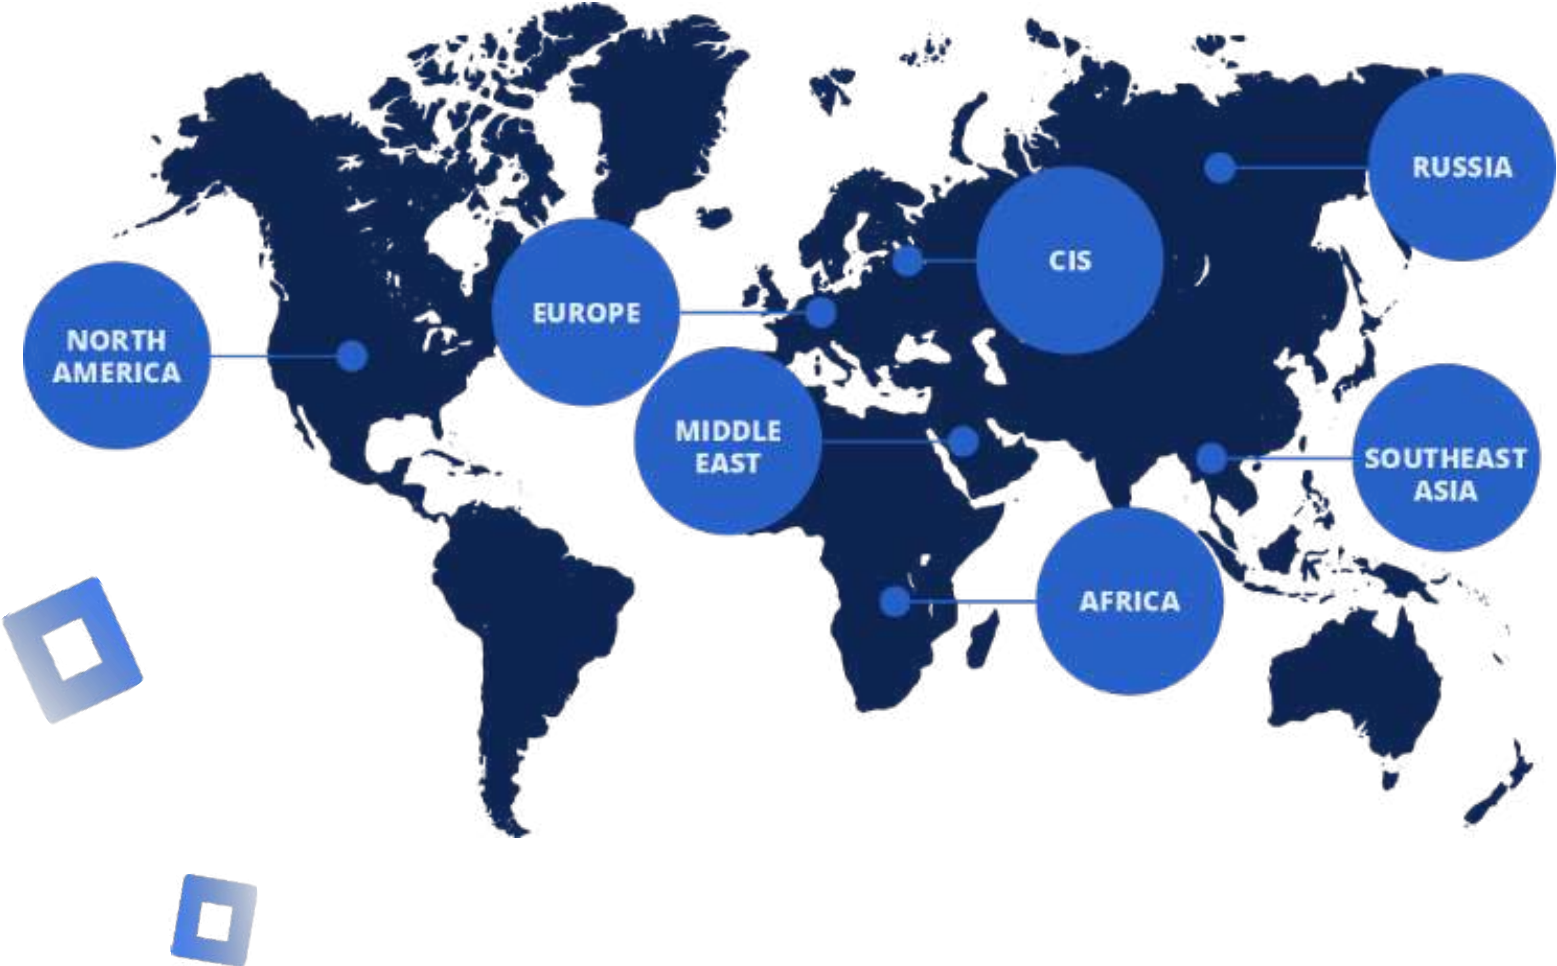 RUSSIA
CIS
EUROPE
NORTH
AMERICA
MIDDLE
EAST
SOUTHEAST
ASIA
AFRICA